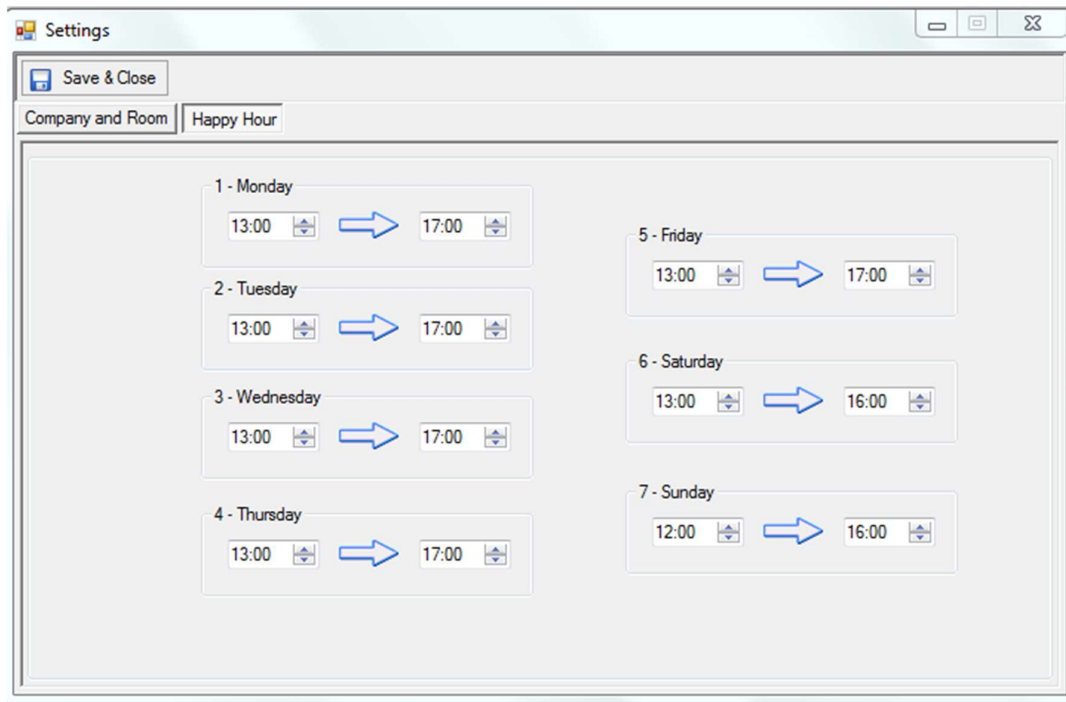 Settings
Save & Close
Company and Room Happy Hour
1 - Monday
13:00 17:00
2 - Tuesday
13:00 17:00
3 - Wednesday
13:00 17:00
4 - Thursday
13:00 17:00
5 - Friday
13:00 17:00
6 - Saturday
13:00 16:00
7 - Sunday
12:00 16:00